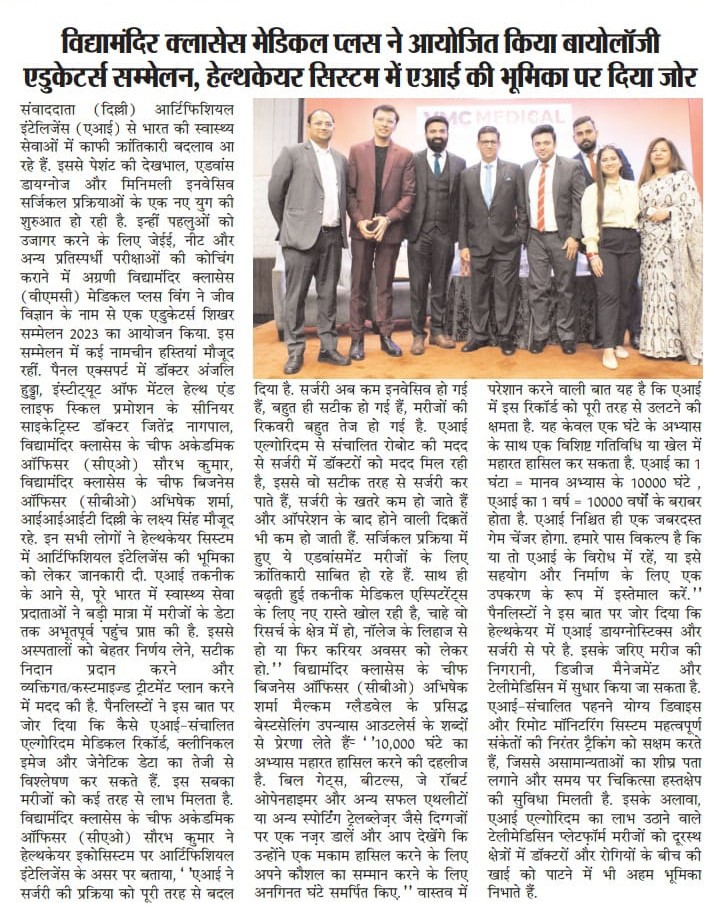 विद्यामंदिर क्लासेस मेडिकल प्लस ने आयोजित किया बायोलॉजी
एडुकेटर्स सम्मेलन, हेल्थकेयर सिस्टम में एआई की भूमिका पर दिया जोर
संवाददाता (दिल्ली) आर्टिफिशियल
इंटेलिजेंस (एआई) से भारत की स्वास्थ्य
सेवाओं में काफी क्रांतिकारी बदलाव आ
रहे हैं. इससे पेशंट की देखभाल, एडवांस
डायग्नोज और मिनिमली इनवेसिव
सर्जिकल प्रक्रियाओं के एक नए युग की
शुरुआत हो रही है. इन्हीं पहलुओं को
उजागर करने के लिए जेईई, नीट और
अन्य प्रतिस्पर्धी परीक्षाओं की कोचिंग
कराने में अग्रणी विद्यामंदिर क्लासेस
(वीएमसी) मेडिकल प्लस विंग ने जीव
विज्ञान के नाम से एक एडुकेटर्स शिखर
सम्मेलन 2023 का आयोजन किया. इस
सम्मेलन में कई नामचीन हस्तियां मौजूद
रहीं. पैनल एक्सपर्ट में डॉक्टर अंजलि
हुड्डा, इंस्टीट्यूट ऑफ मेंटल हेल्थ एंड
लाइफ स्किल प्रमोशन के सीनियर
साइकेट्रिस्ट डॉक्टर जितेंद्र नागपाल,
विद्यामंदिर क्लासेस के चीफ अकेडमिक
ऑफिसर (सीएओ) सौरभ कुमार,
विद्यामंदिर क्लासेस के चीफ बिजनेस
ऑफिसर (सीबीओ) अभिषेक शर्मा,
आईआईआईटी दिल्ली के लक्ष्य सिंह मौजूद
रहे. इन सभी लोगों ने हेल्थकेयर सिस्टम
में आर्टिफिशियल इंटेलिजेंस की भूमिका
को लेकर जानकारी दी. एआई तकनीक
के आने से, पूरे भारत में स्वास्थ्य सेवा
प्रदाताओं ने बड़ी मात्रा में मरीजों के डेटा
तक अभूतपूर्व पहुंच प्राप्त की है. इससे
अस्पतालों को बेहतर निर्णय लेने, सटीक
निदान प्रदान करने और
व्यक्तिगत/कस्टमाइज्ड ट्रीटमेंट प्लान करने
में मदद की है. पैनलिस्टों ने इस बात पर
जोर दिया कि कैसे एआई-संचालित
एल्गोरिदम मेडिकल रिकॉर्ड, क्लीनिकल
इमेज और जेनेटिक डेटा का तेजी से
विश्लेषण कर सकते हैं. इस सबका
मरीजों को कई तरह से लाभ मिलता है.
विद्यामंदिर क्लासेस के चीफ अकेडमिक
ऑफीसर (सीएओ) सौरभ कुमार ने
हेल्थकेयर इकोसिस्टम पर आर्टिफिशियल
इंटेलिजेंस के असर पर बताया, ''एआई ने
सर्जरी की प्रक्रिया को पूरी तरह से बदल
VMC MEDICAL
दिया है. सर्जरी अब कम इनवेसिव हो गई
हैं, बहुत ही सटीक हो गई हैं, मरीजों की
रिकवरी बहुत तेज हो गई है. एआई
एल्गोरिदम से संचालित रोबोट की मदद
से सर्जरी में डॉक्टरों को मदद मिल रही
है, इससे वो सटीक तरह से सर्जरी कर
पाते हैं, सर्जरी के खतरे कम हो जाते हैं
और ऑपरेशन के बाद होने वाली दिक्कतें
भी कम हो जाती हैं. सर्जिकल प्रक्रिया में
हुए ये एडवांसमेंट मरीजों के लिए
क्रांतिकारी साबित हो रहे हैं. साथ ही
बढ़ती हुई तकनीक मेडिकल एस्पिरेंट्स
के लिए नए रास्ते खोल रही है, चाहे वो
रिसर्च के क्षेत्र में हो, नॉलेज के लिहाज से
हो या फिर करियर अवसर को लेकर
हो.'' विद्यामंदिर क्लासेस के चीफ
बिजनेस ऑफिसर (सीबीओ) अभिषेक
शर्मा मैल्कम ग्लैडवेल के प्रसिद्ध
बेस्टसेलिंग उपन्यास आउटलेर्स के शब्दों
से प्रेरणा लेते हैं- ''10,000 घंटे का
अभ्यास महारत हासिल करने की दहलीज
है. बिल गेट्स, बीटल्स, जे रॉबर्ट
ओपेनहाइमर और अन्य सफल एथलीटों
या अन्य स्पोर्टिंग ट्रेलब्लेज़र जैसे दिग्गजों
पर एक नज़र डालें और आप देखेंगे कि
उन्होंने एक मकाम हासिल करने के लिए
अपने कौशल का सम्मान करने के लिए
अनगिनत घंटे समर्पित किए.'' वास्तव में
परेशान करने वाली बात यह है कि एआई
में इस रिकॉर्ड को पूरी तरह से उलटने की
क्षमता है. यह केवल एक घंटे के अभ्यास
के साथ एक विशिष्ट गतिविधि या खेल में
महारत हासिल कर सकता है. एआई का 1
घंटा = मानव अभ्यास के 10000 घंटे ,
एआई का 1 वर्ष = 10000 वर्षों के बराबर
होता है. एआई निश्चित ही एक जबरदस्त
गेम चेंजर होगा. हमारे पास विकल्प है कि
या तो एआई के विरोध में रहें, या इसे
सहयोग और निर्माण के लिए एक
उपकरण के रूप में इस्तेमाल करें.''
पैनलिस्टों ने इस बात पर जोर दिया कि
हेल्थकेयर में एआई डायग्नोस्टिक्स और
सर्जरी से परे है. इसके जरिए मरीज की
निगरानी, डिजीज मैनेजमेंट और
टेलीमेडिसिन में सुधार किया जा सकता है.
एआई-संचालित पहनने योग्य डिवाइस
और रिमोट मॉनिटरिंग सिस्टम महत्वपूर्ण
संकेतों की निरंतर ट्रैकिंग को सक्षम करते
हैं, जिससे असामान्यताओं का शीघ्र पता
लगाने और समय पर चिकित्सा हस्तक्षेप
की सुविधा मिलती है. इसके अलावा,
एआई एल्गोरिदम का लाभ उठाने वाले
टेलीमेडिसिन प्लेटफ़ॉर्म मरीजों को दूरस्थ
क्षेत्रों में डॉक्टरों और रोगियों के बीच की
खाई को पाटने में भी अहम भूमिका
निभाते हैं.